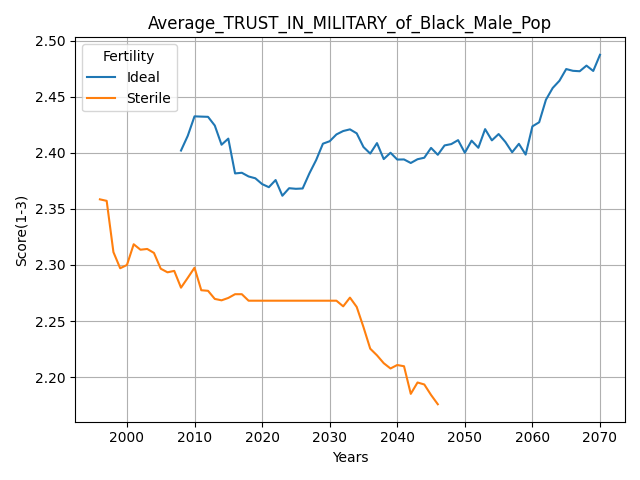 Average_TRUST_IN_MILITARY_of_Black_Male_Pop
Fertility
Ideal
Sterile
Score(1-3)
2.50
2.45
2.40
2.35
2.30
2.25
2.20
2000 2010 2020 2030 2040 2050 2060 2070
Years